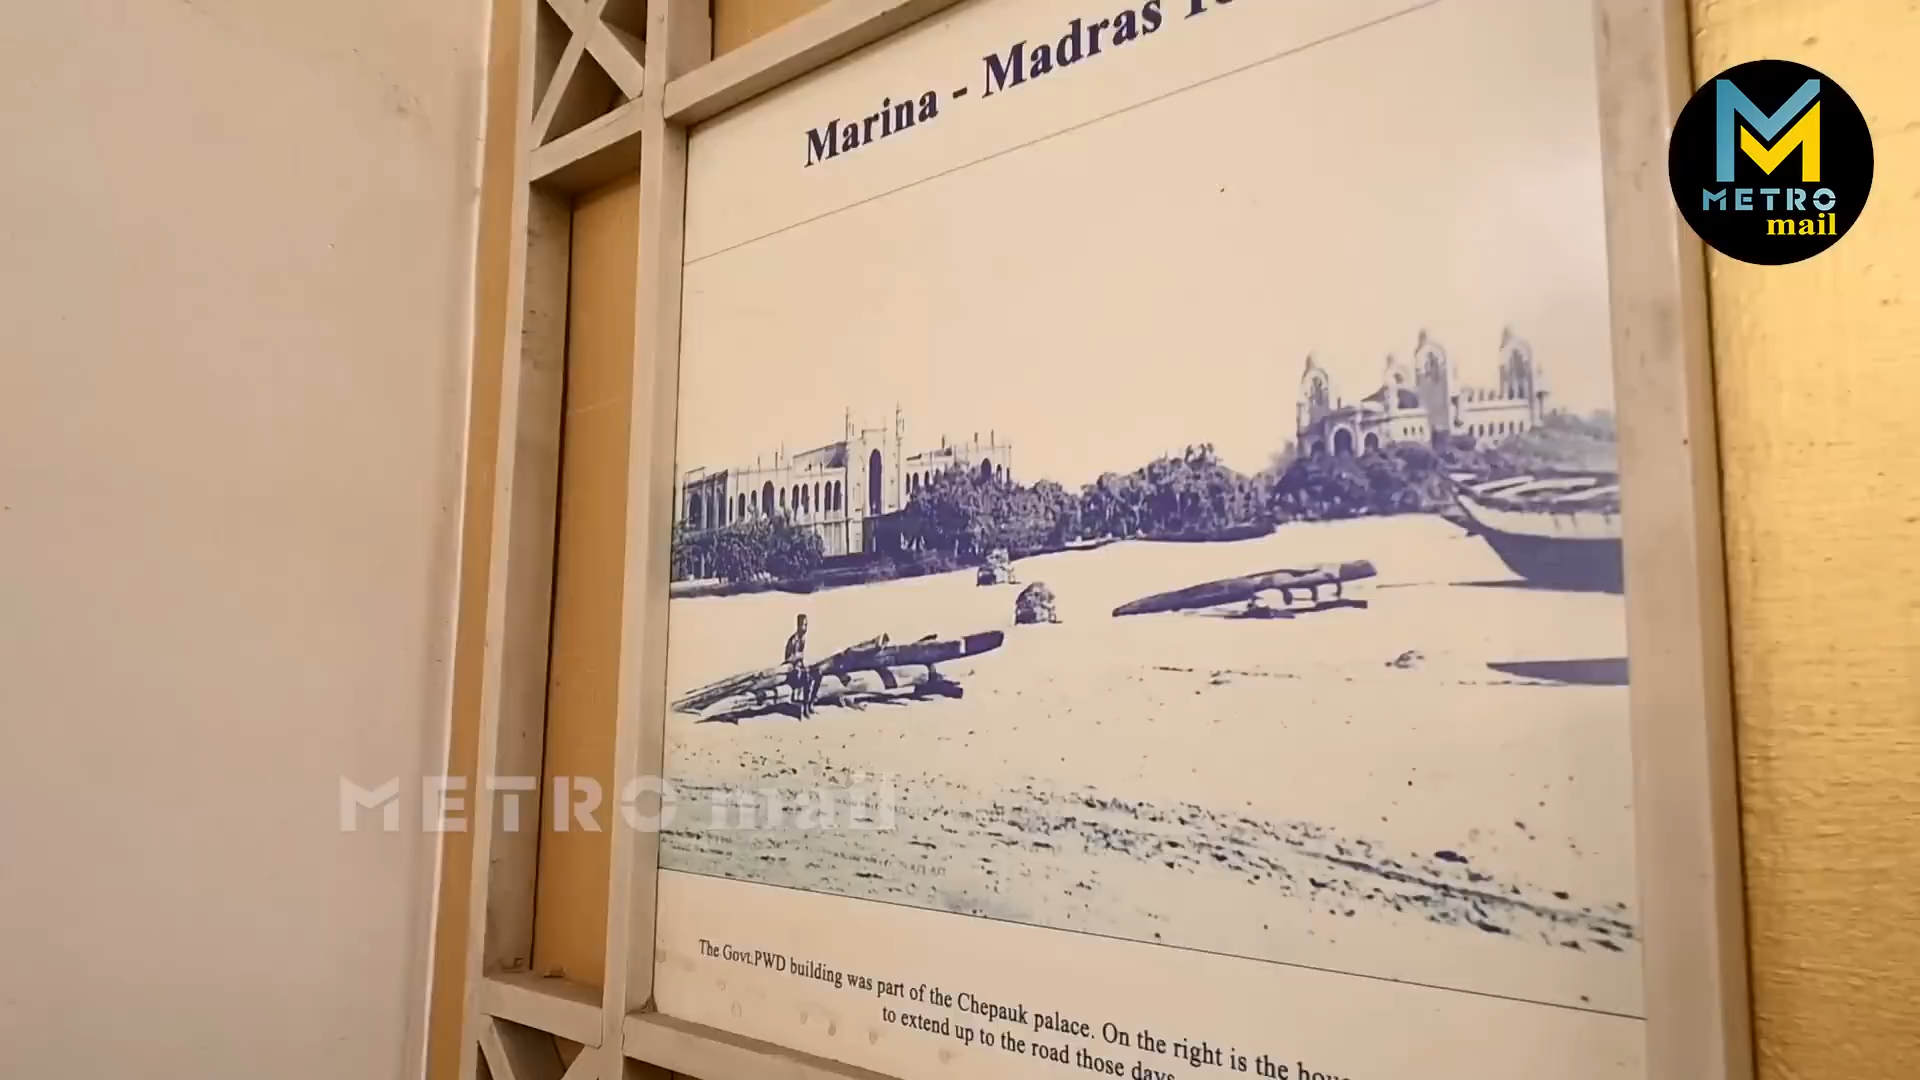 Marina - Madras
METRO
mail
METRO mail
The Govt.PWD building was part of the Chepauk palace. On the right is the
to extend up to the road those days